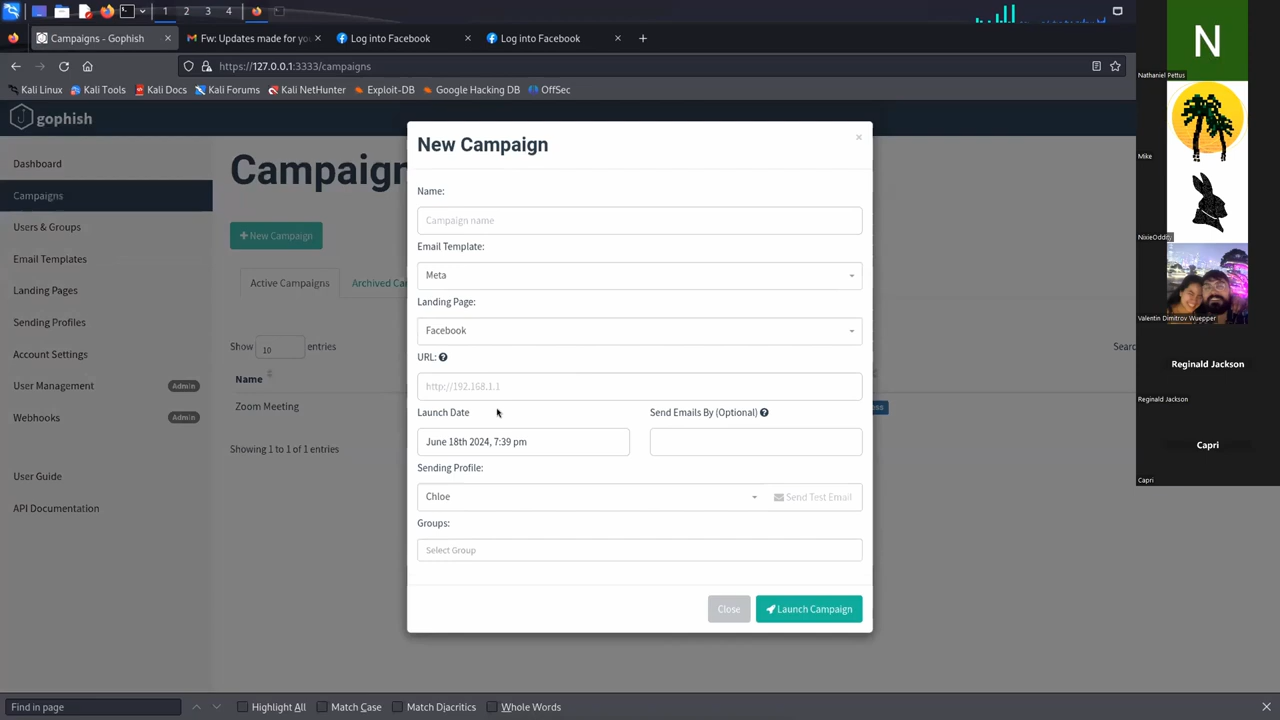 1 2 3 4
Campaigns - Gophish
Fw: Updates made for yo
Log into Facebook
Log into Facebook
https://127.0.0.1:3333/campaigns
Kali Linux
Kali Tools
Kali Docs
Kali Forums
Kali NetHunter
Exploit-DB
Google Hacking DB
OffSec
gophish
Dashboard
Campaigns
Users & Groups
Email Templates
Landing Pages
Sending Profiles
Account Settings
User Management Admin
Webhooks Admin
User Guide
API Documentation
Campaign
New Campaign
Active Campaigns
Archived Ca
Show 10 entries
Searc
Name
Zoom Meeting
Showing 1 to 1 of 1 entries
New Campaign
×
Name:
Campaign name
Email Template:
Meta
Landing Page:
Facebook
URL:
http://192.168.1.1
Launch Date
Send Emails By (Optional)
June 18th 2024, 7:39 pm
Sending Profile:
Chloe
Send Test Email
Groups:
Select Group
Close
Launch Campaign
N
Nathaniel Pettus
Mike
NixieOddity
Valentin Dimitrov Wuepper
Reginald Jackson
Reginald Jackson
Capri
Capri
Find in page
Highlight All
Match Case
Match Diacritics
Whole Words